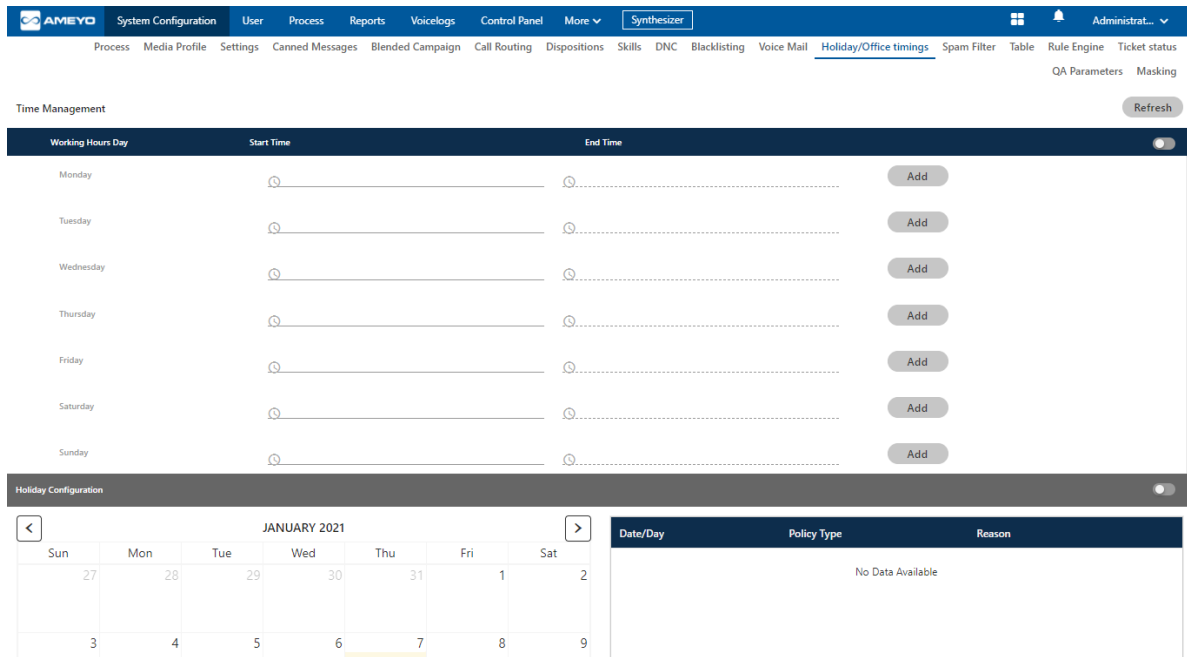 AMEYO System Configuration User Process Reports Voicelogs Control Panel More Synthesizer Administrat...
Process Media Profile Settings Canned Messages Blended Campaign Call Routing Dispositions Skills DNC Blacklisting Voice Mail Holiday/Office timings Spam Filter Table Rule Engine Ticket status
QA Parameters Masking
Time Management Refresh
Working Hours Day Start Time End Time
Monday Add
Tuesday Add
Wednesday Add
Thursday Add
Friday Add
Saturday Add
Sunday Add
Holiday Configuration
< JANUARY 2021 > Date/Day Policy Type Reason
Sun Mon Tue Wed Thu Fri Sat
27 28 29 30 31 1 2 No Data Available
3 4 5 6 7 8 9